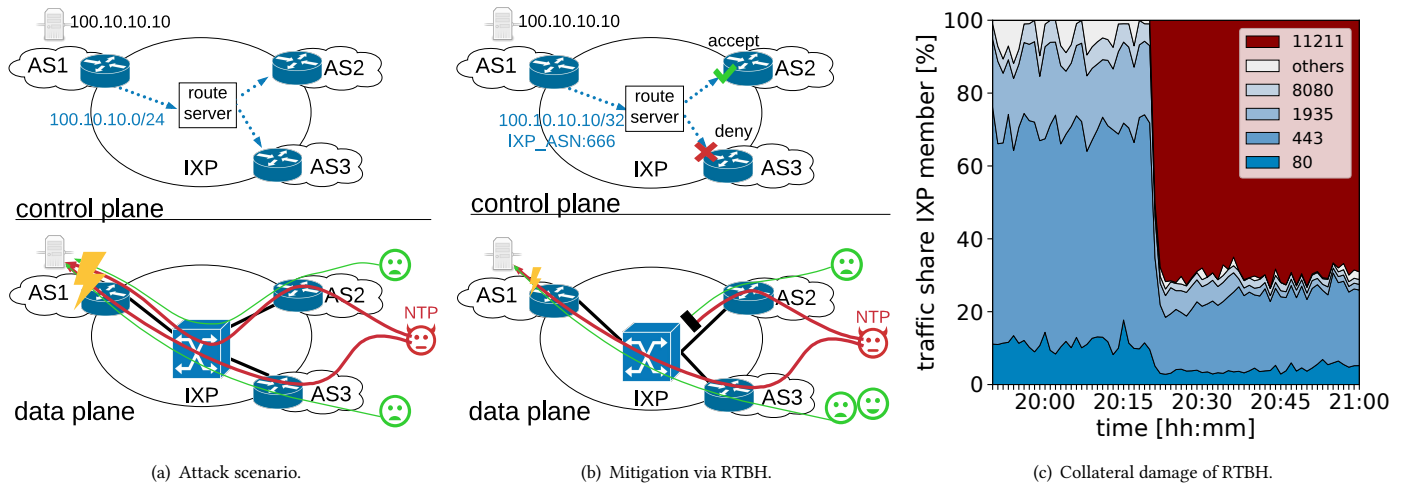 100.10.10.10
AS1
AS2
route
server
100.10.10.0/24
IXP
AS3
control plane
AS1
AS2
NTP
IXP
AS3
data plane
(a) Attack scenario.
100.10.10.10
accept
AS1
AS2
route
server
100.10.10.10/32
IXP_ASN:666
deny
IXP
AS3
control plane
AS1
AS2
NTP
IXP
AS3
data plane
(b) Mitigation via RTBH.
traffic share IXP member [%]
100
80
60
40
20
0
11211
others
8080
1935
443
80
20:00
20:15
20:30
20:45
21:00
time [hh:mm]
(c) Collateral damage of RTBH.